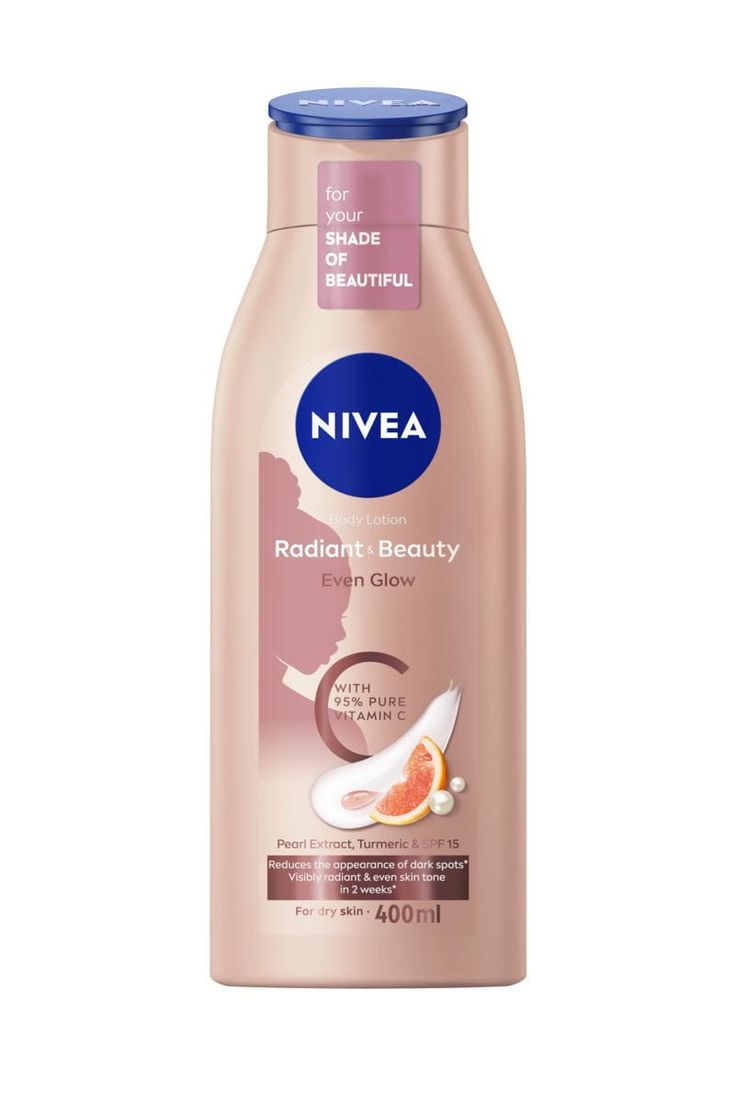 NIVEA
for
your
SHADE
OF
BEAUTIFUL
NIVEA
Body Lotion
Radiant & Beauty
Even Glow
WITH
95% PURE
VITAMIN C
Pearl Extract, Turmeric & SPF 15
Reduces the appearance of dark spots*
Visibly radiant & even skin tone
in 2 weeks*
For dry skin · 400ml